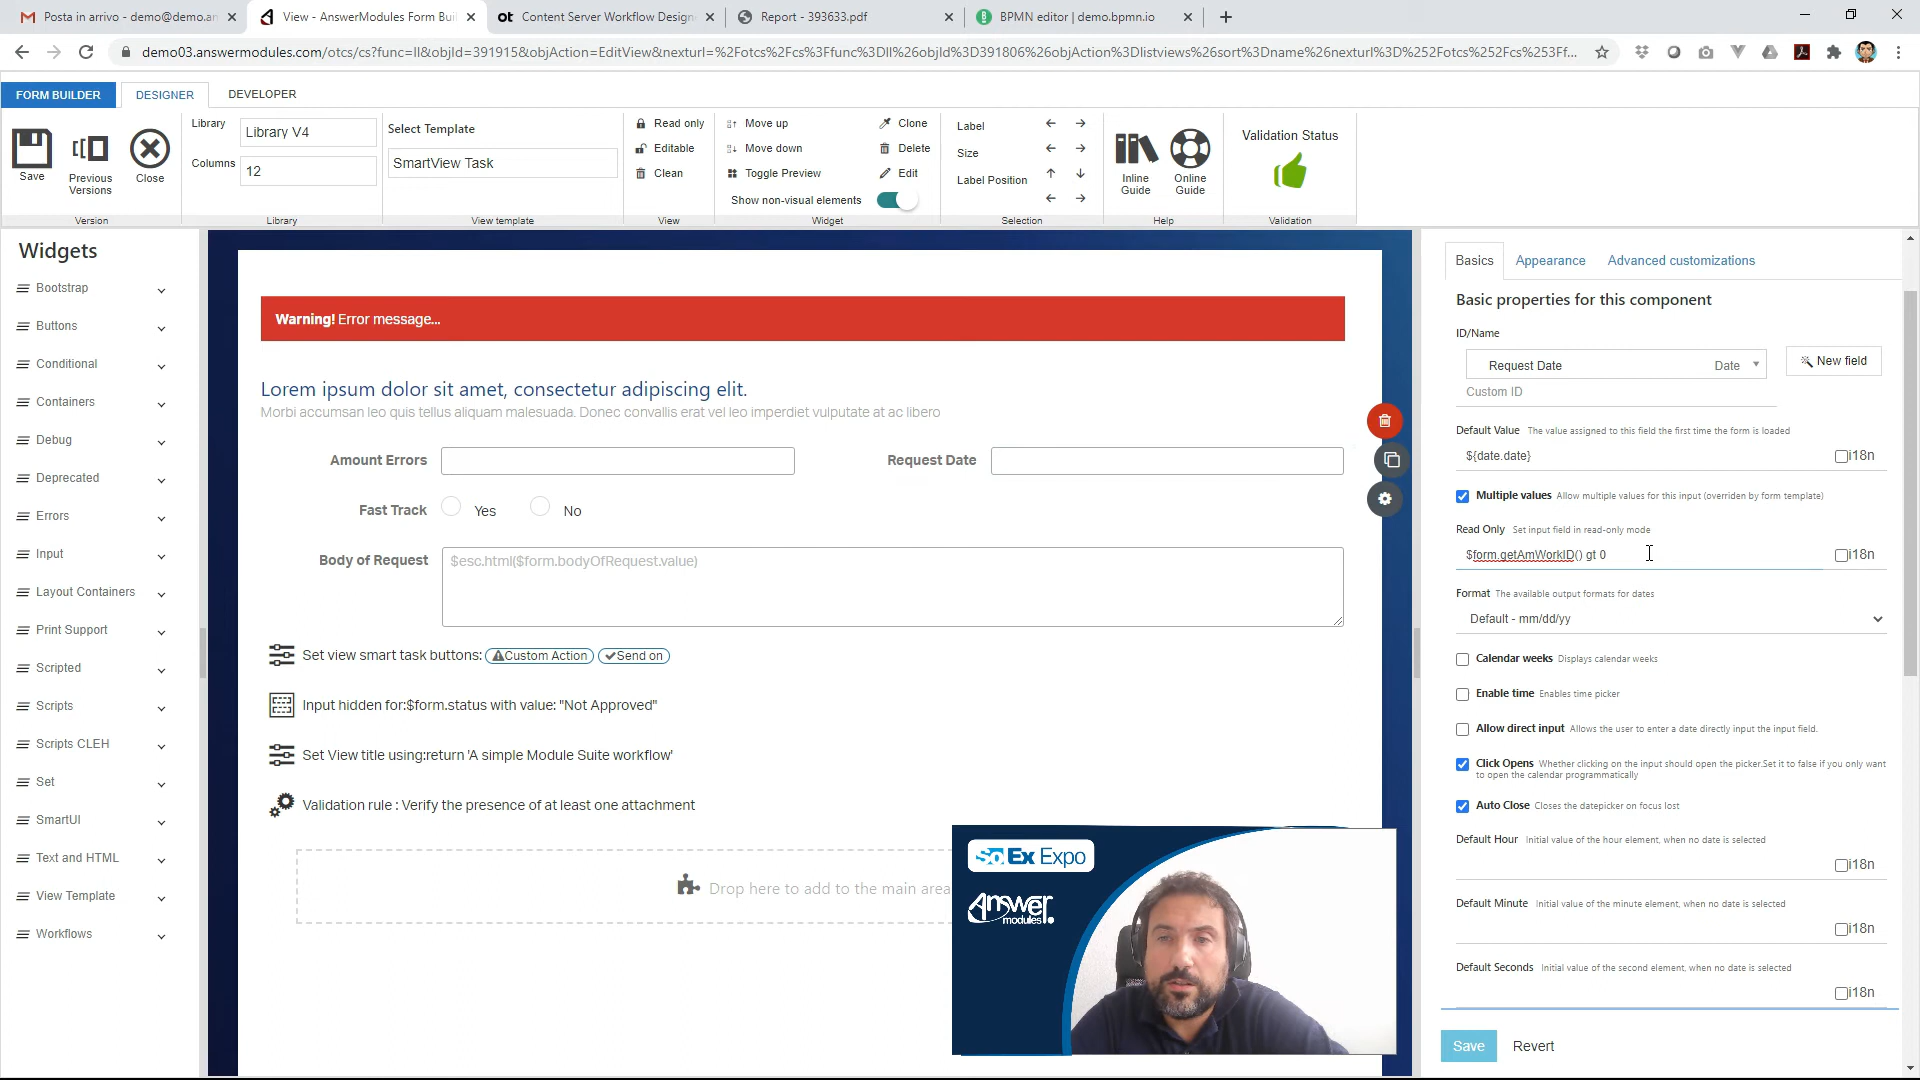 Posta in arrivo - demo@demo.an
View - AnswerModules Form Buil
ot Content Server Workflow Design
Report - 393633.pdf
BPMN editor | demo.bpmn.io
demo03.answermodules.com/otcs/cs?func=ll&objId=391915&objAction=EditView&nexturl=%2Fotcs%2Fcs%3Ffunc%3Dll%26objId%3D391806%26objAction%3Dlistviews%26sort%3Dname%26nexturl%3D%252Fotcs%252Fcs%253Ff...
FORM BUILDER
DESIGNER
DEVELOPER
Save
Previous
Versions
Close
Version
Library
Library V4
Columns
12
Library
Select Template
SmartView Task
View template
Read only
Editable
Clean
View
Move up
Move down
Toggle Preview
Show non-visual elements
Clone
Delete
Edit
Widget
Label
Size
Label Position
Selection
Inline
Guide
Online
Guide
Help
Validation Status
Validation
Widgets
Bootstrap
Buttons
Conditional
Containers
Debug
Deprecated
Errors
Input
Layout Containers
Print Support
Scripted
Scripts
Scripts CLEH
Set
SmartUI
Text and HTML
View Template
Workflows
Warning! Error message...
Lorem ipsum dolor sit amet, consectetur adipiscing elit.
Morbi accumsan leo quis tellus aliquam malesuada. Donec convallis erat vel leo imperdiet vulputate at ac libero
Amount Errors
Request Date
Fast Track
Yes
No
Body of Request
$esc.html($form.bodyOfRequest.value)
Set view smart task buttons: Custom Action Send on
Input hidden for:$form.status with value: "Not Approved"
Set View title using:return 'A simple Module Suite workflow'
Validation rule : Verify the presence of at least one attachment
Drop here to add to the main area
SolEx Expo
Answer
modules
Basics
Appearance
Advanced customizations
Basic properties for this component
ID/Name
Request Date
Date
New field
Custom ID
Default Value The value assigned to this field the first time the form is loaded
${date.date}
i18n
Multiple values Allow multiple values for this input (overriden by form template)
Read Only Set input field in read-only mode
$form.getAmWorkID() gt 0
i18n
Format The available output formats for dates
Default - mm/dd/yy
Calendar weeks Displays calendar weeks
Enable time Enables time picker
Allow direct input Allows the user to enter a date directly input the input field.
Click Opens Whether clicking on the input should open the picker.Set it to false if you only want
to open the calendar programmatically
Auto Close Closes the datepicker on focus lost
Default Hour Initial value of the hour element, when no date is selected
i18n
Default Minute Initial value of the minute element, when no date is selected
i18n
Default Seconds Initial value of the second element, when no date is selected
i18n
Save
Revert